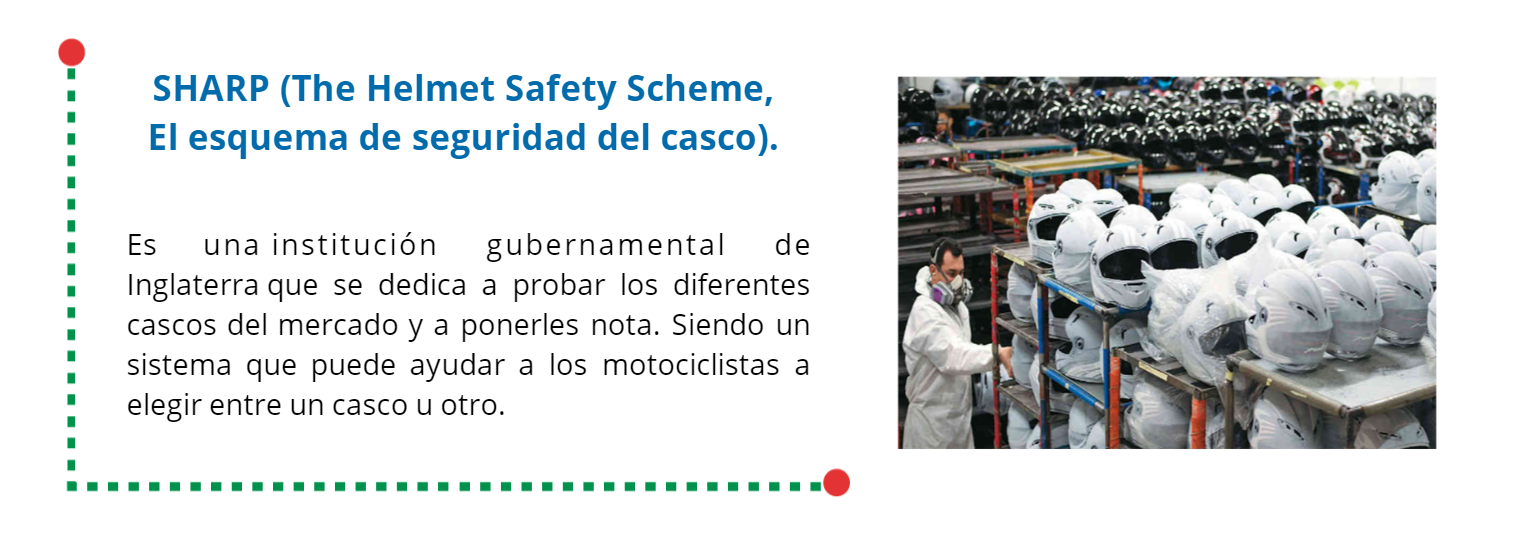 SHARP (The Helmet Safety Scheme,
El esquema de seguridad del casco).
Es una institución gubernamental de
Inglaterra que se dedica a probar los diferentes
cascos del mercado y a ponerles nota. Siendo un
sistema que puede ayudar a los motociclistas a
elegir entre un casco u otro.